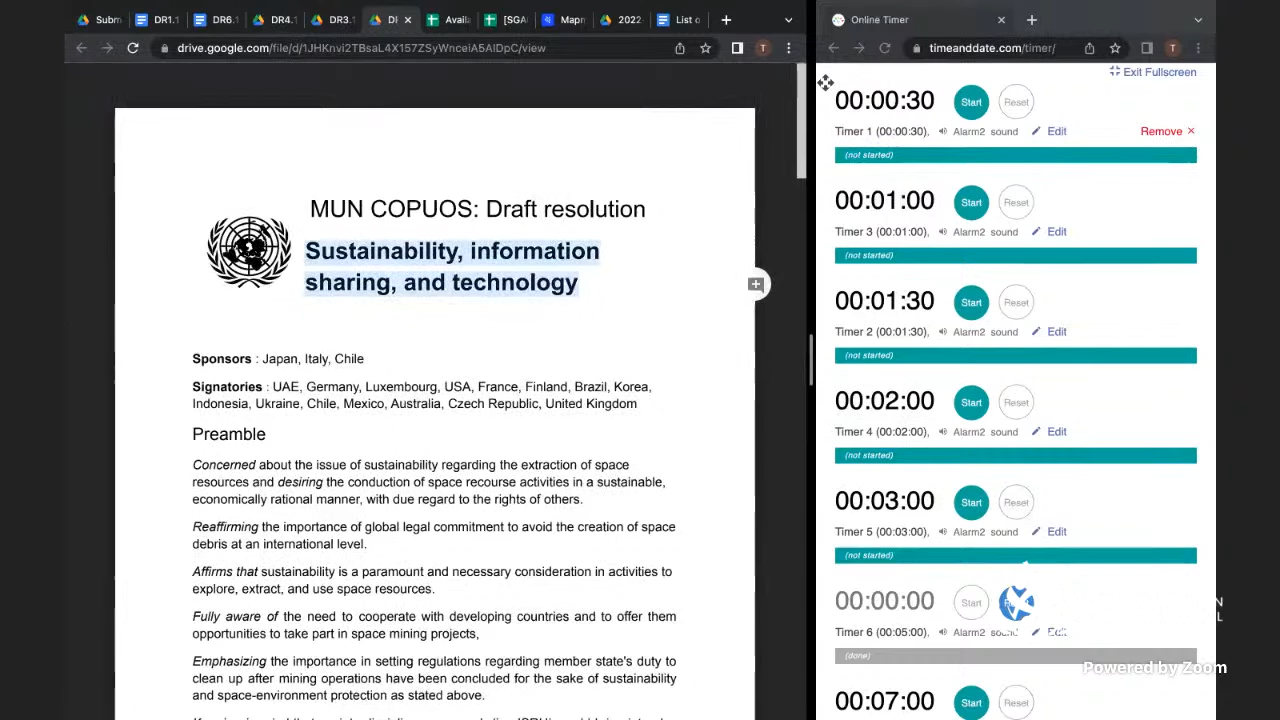 Subm
DR1.1
DR6.1
DR4.1
DR3.1
Availa
[SGA
Mapn
2022
List o
Online Timer
drive.google.com/file/d/1JHKnvi2TBsaL4X157ZSyWnceiA5AlDpC/view
T
timeanddate.com/timer/
T
Exit Fullscreen
MUN COPUOS: Draft resolution
Sustainability, information
sharing, and technology
Sponsors : Japan, Italy, Chile
Signatories : UAE, Germany, Luxembourg, USA, France, Finland, Brazil, Korea,
Indonesia, Ukraine, Chile, Mexico, Australia, Czech Republic, United Kingdom
Preamble
Concerned about the issue of sustainability regarding the extraction of space
resources and desiring the conduction of space recourse activities in a sustainable,
economically rational manner, with due regard to the rights of others.
Reaffirming the importance of global legal commitment to avoid the creation of space
debris at an international level.
Affirms that sustainability is a paramount and necessary consideration in activities to
explore, extract, and use space resources.
Fully aware of the need to cooperate with developing countries and to offer them
opportunities to take part in space mining projects,
Emphasizing the importance in setting regulations regarding member state's duty to
clean up after mining operations have been concluded for the sake of sustainability
and space-environment protection as stated above.
00:00:30 Start Reset
Timer 1 (00:00:30), Alarm2 sound Edit Remove ×
(not started)
00:01:00 Start Reset
Timer 3 (00:01:00), Alarm2 sound Edit
(not started)
00:01:30 Start Reset
Timer 2 (00:01:30), Alarm2 sound Edit
(not started)
00:02:00 Start Reset
Timer 4 (00:02:00), Alarm2 sound Edit
(not started)
00:03:00 Start Reset
Timer 5 (00:03:00), Alarm2 sound Edit
(not started)
00:00:00 Start
Timer 6 (00:05:00), Alarm2 Edit
(done)
00:07:00 Start Reset
Powered by Zoom